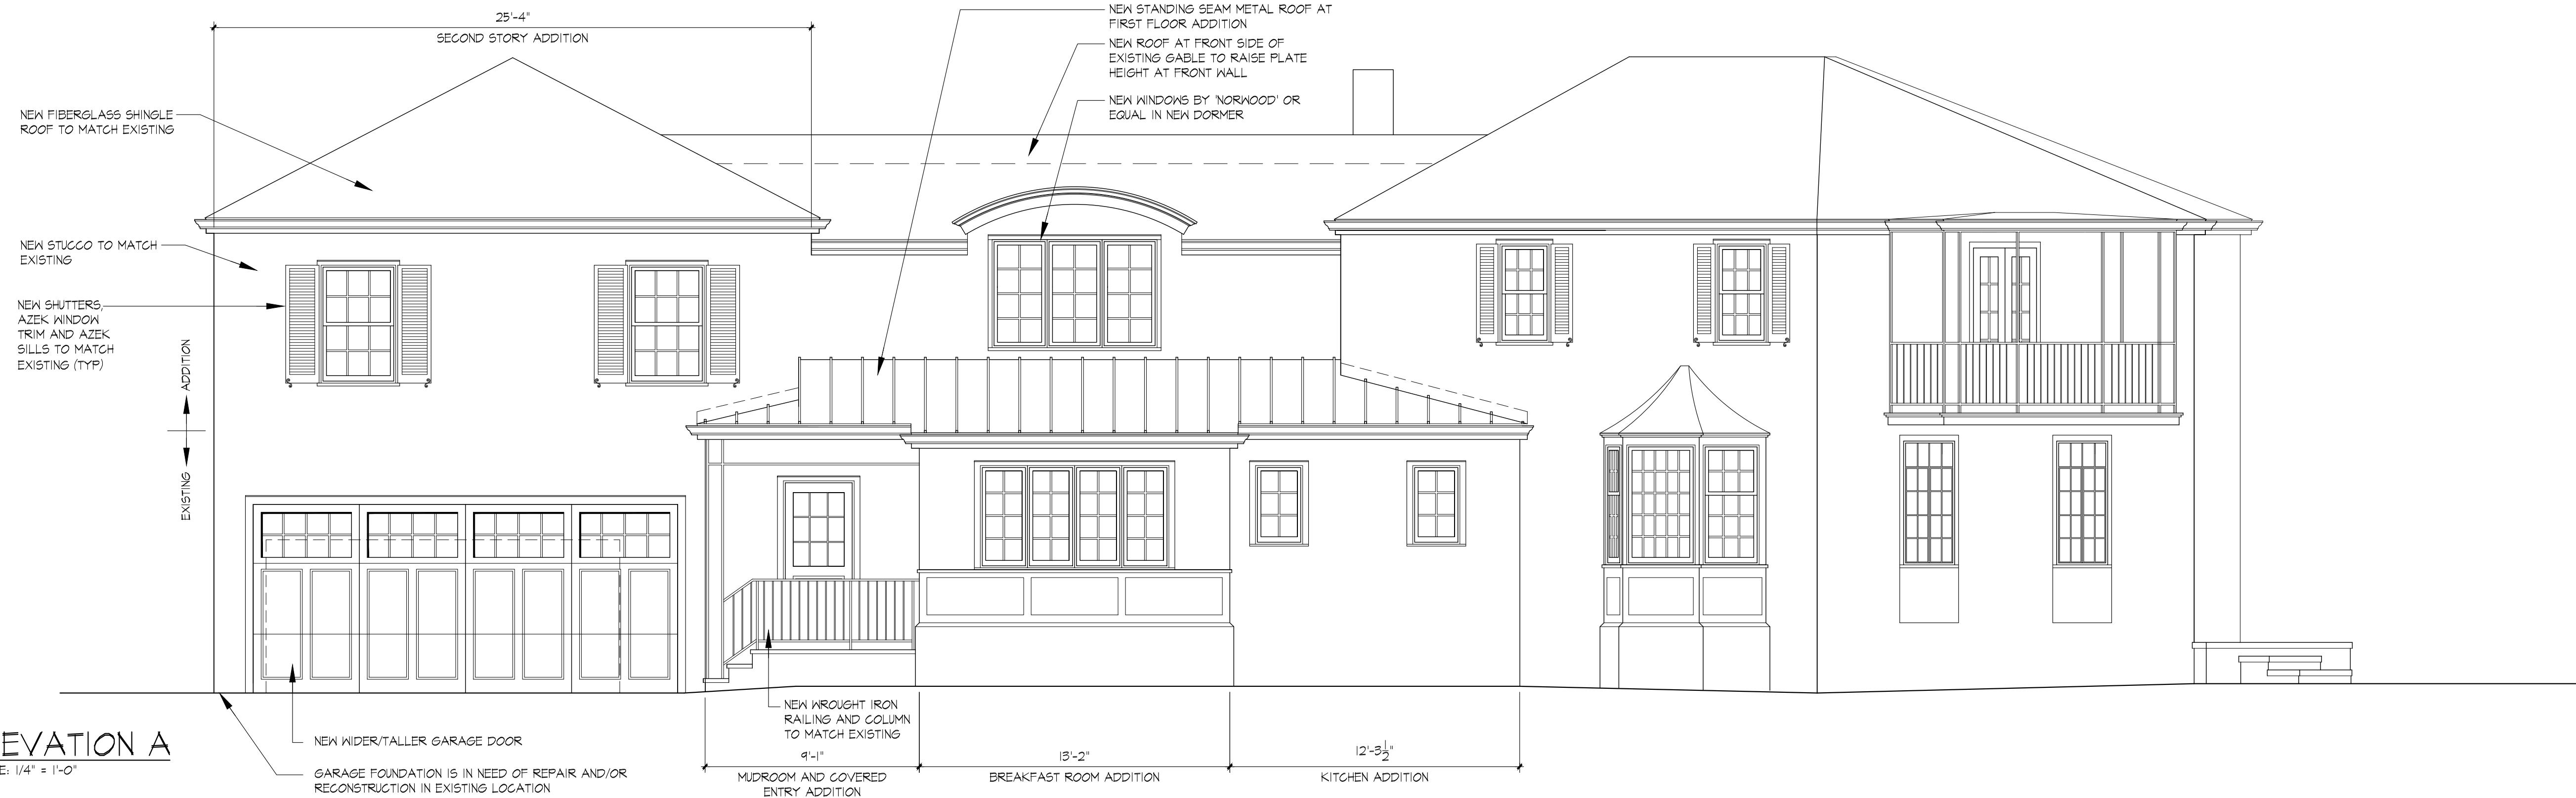 25'-4"
SECOND STORY ADDITION
NEW STANDING SEAM METAL ROOF AT
FIRST FLOOR ADDITION
NEW ROOF AT FRONT SIDE OF
EXISTING GABLE TO RAISE PLATE
HEIGHT AT FRONT WALL
NEW WINDOWS BY 'NORWOOD' OR
EQUAL IN NEW DORMER
NEW FIBERGLASS SHINGLE
ROOF TO MATCH EXISTING
NEW STUCCO TO MATCH
EXISTING
NEW SHUTTERS,
AZEK WINDOW
TRIM AND AZEK
SILLS TO MATCH
EXISTING (TYP)
ADDITION
EXISTING
NEW WROUGHT IRON
RAILING AND COLUMN
TO MATCH EXISTING
EVATION A
E: 1/4" = 1'-0"
NEW WIDER/TALLER GARAGE DOOR
GARAGE FOUNDATION IS IN NEED OF REPAIR AND/OR
RECONSTRUCTION IN EXISTING LOCATION
9'-1"
MUDROOM AND COVERED
ENTRY ADDITION
13'-2"
BREAKFAST ROOM ADDITION
12'-3 1/2"
KITCHEN ADDITION